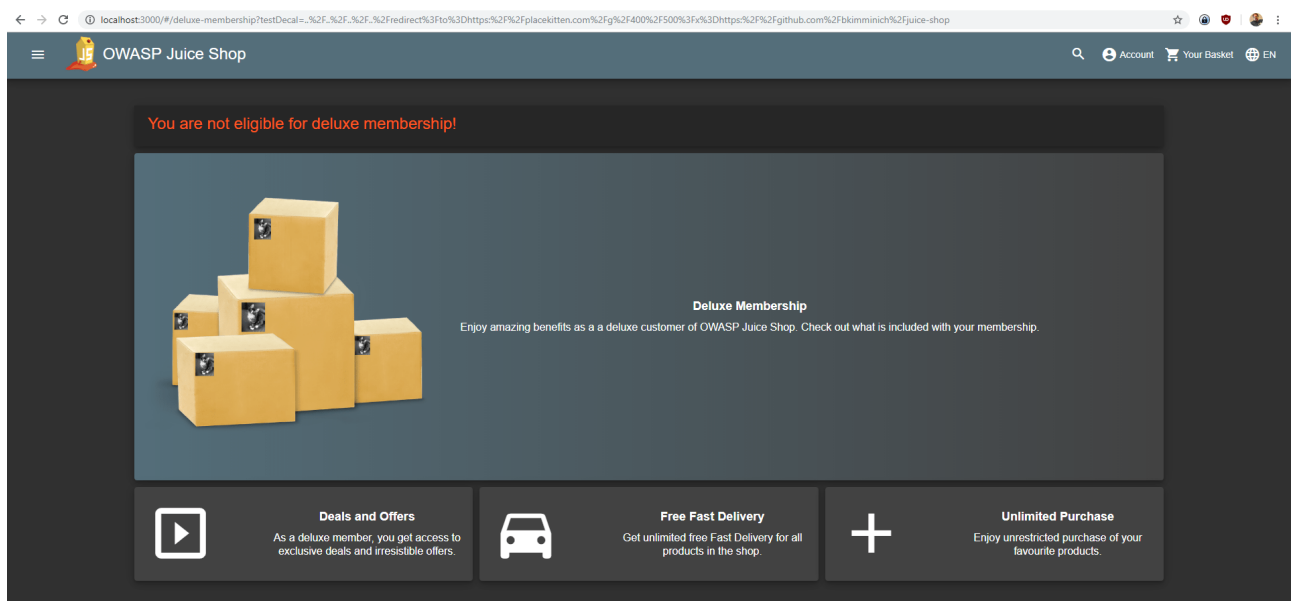 localhost:3000/#/deluxe-membership?testDecal=..%2F..%2F..%2F..%2Fredirect%3Fto%3Dhttps:%2F%2Fplacekitten.com%2Fg%2F400%2F500%3Fx%3Dhttps:%2F%2Fgithub.com%2Fbkimminich%2Fjuice-shop
OWASP Juice Shop
Account
Your Basket
EN
You are not eligible for deluxe membership!
Deluxe Membership
Enjoy amazing benefits as a a deluxe customer of OWASP Juice Shop. Check out what is included with your membership.
Deals and Offers
As a deluxe member, you get access to
exclusive deals and irresistible offers.
Free Fast Delivery
Get unlimited free Fast Delivery for all
products in the shop.
Unlimited Purchase
Enjoy unrestricted purchase of your
favourite products.